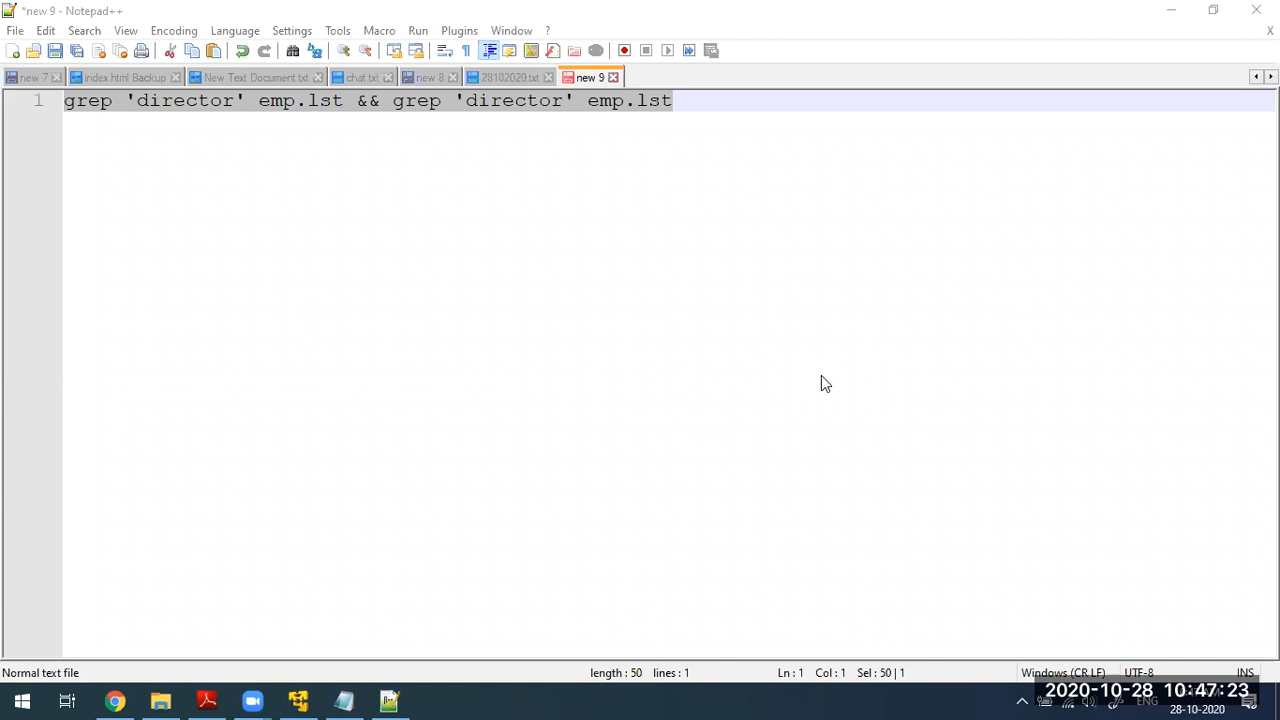 *new 9 - Notepad++
File Edit Search View Encoding Language Settings Tools Macro Run Plugins Window ? X
new 7 index.html Backup New Text Document.txt chat.txt new 8 28102020.txt new 9
1 grep 'director' emp.lst && grep 'director' emp.lst
Normal text file length : 50 lines : 1 Ln : 1 Col : 1 Sel : 50 | 1 Windows (CR LF) UTF-8 INS
2020-10-28 10:47:23
ENG
28-10-2020